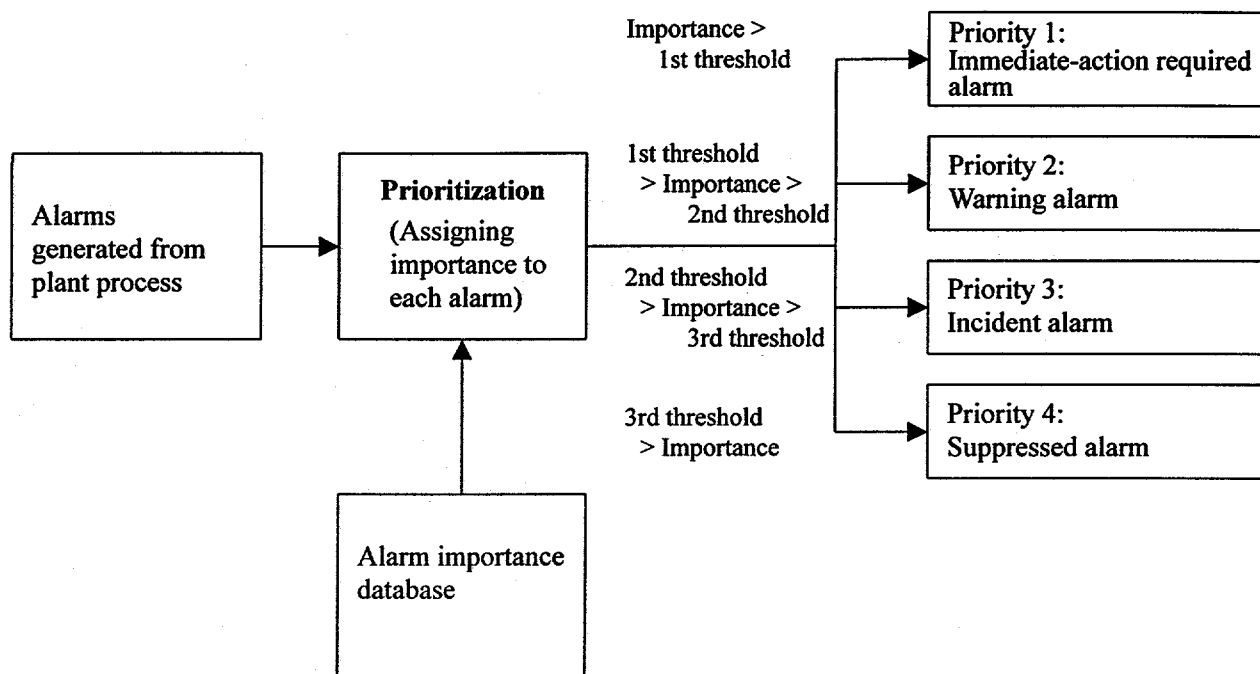 Alarms
generated from
plant process
Prioritization
(Assigning
importance to
each alarm)
Alarm importance
database
Importance >
1st threshold
1st threshold
> Importance >
2nd threshold
2nd threshold
> Importance >
3rd threshold
3rd threshold
> Importance
Priority 1:
Immediate-action required
alarm
Priority 2:
Warning alarm
Priority 3:
Incident alarm
Priority 4:
Suppressed alarm